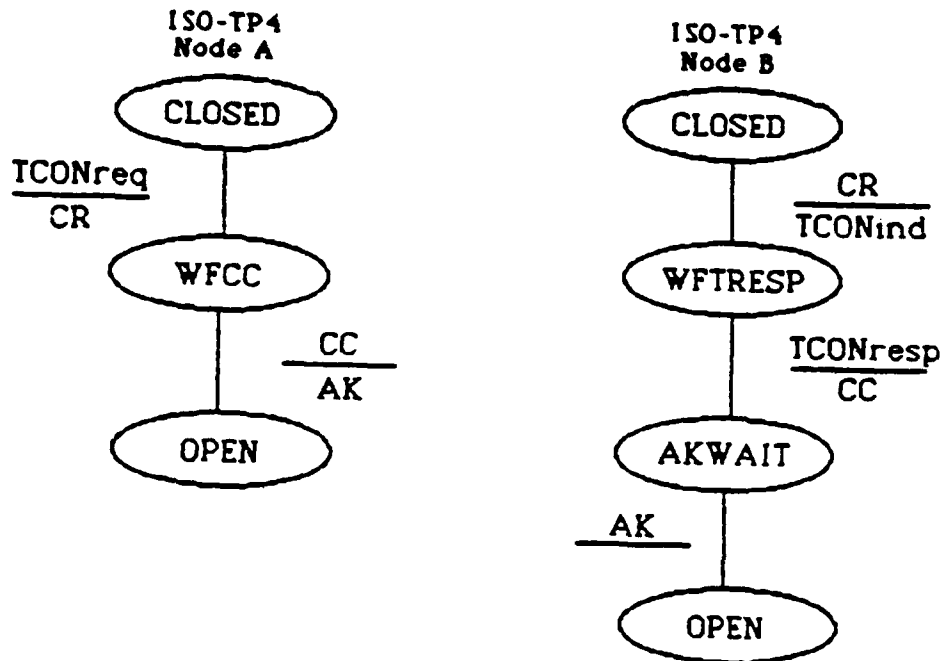 ISO-TP4
Node A
CLOSED
TCONreq
CR
WFCC
CC
AK
OPEN
ISO-TP4
Node B
CLOSED
CR
TCONind
WFTRESP
TCONresp
CC
AKWAIT
AK
OPEN